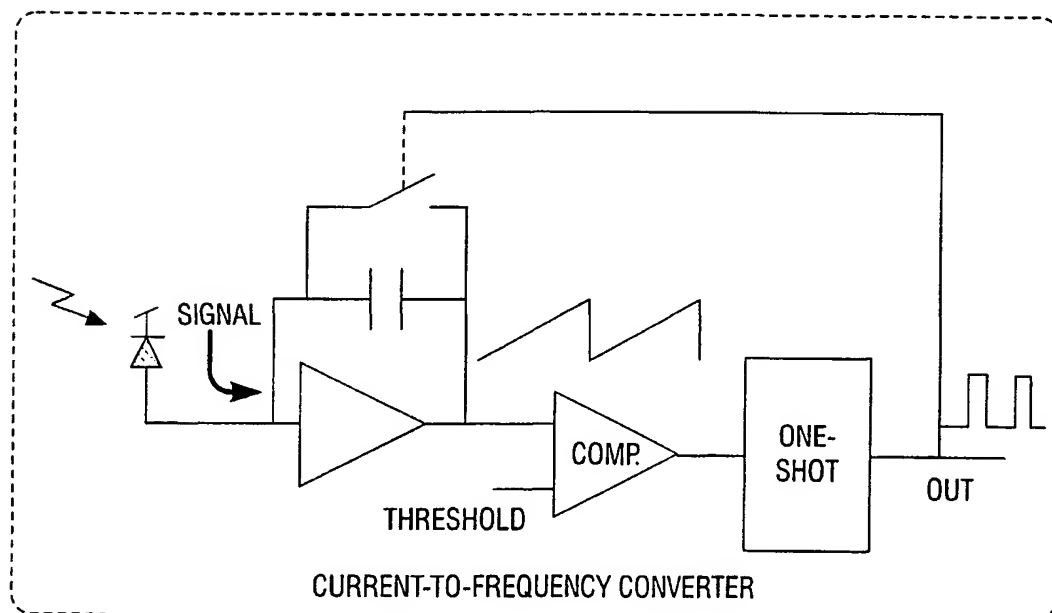 SIGNAL
COMP.
THRESHOLD
ONE-
SHOT
OUT
CURRENT-TO-FREQUENCY CONVERTER